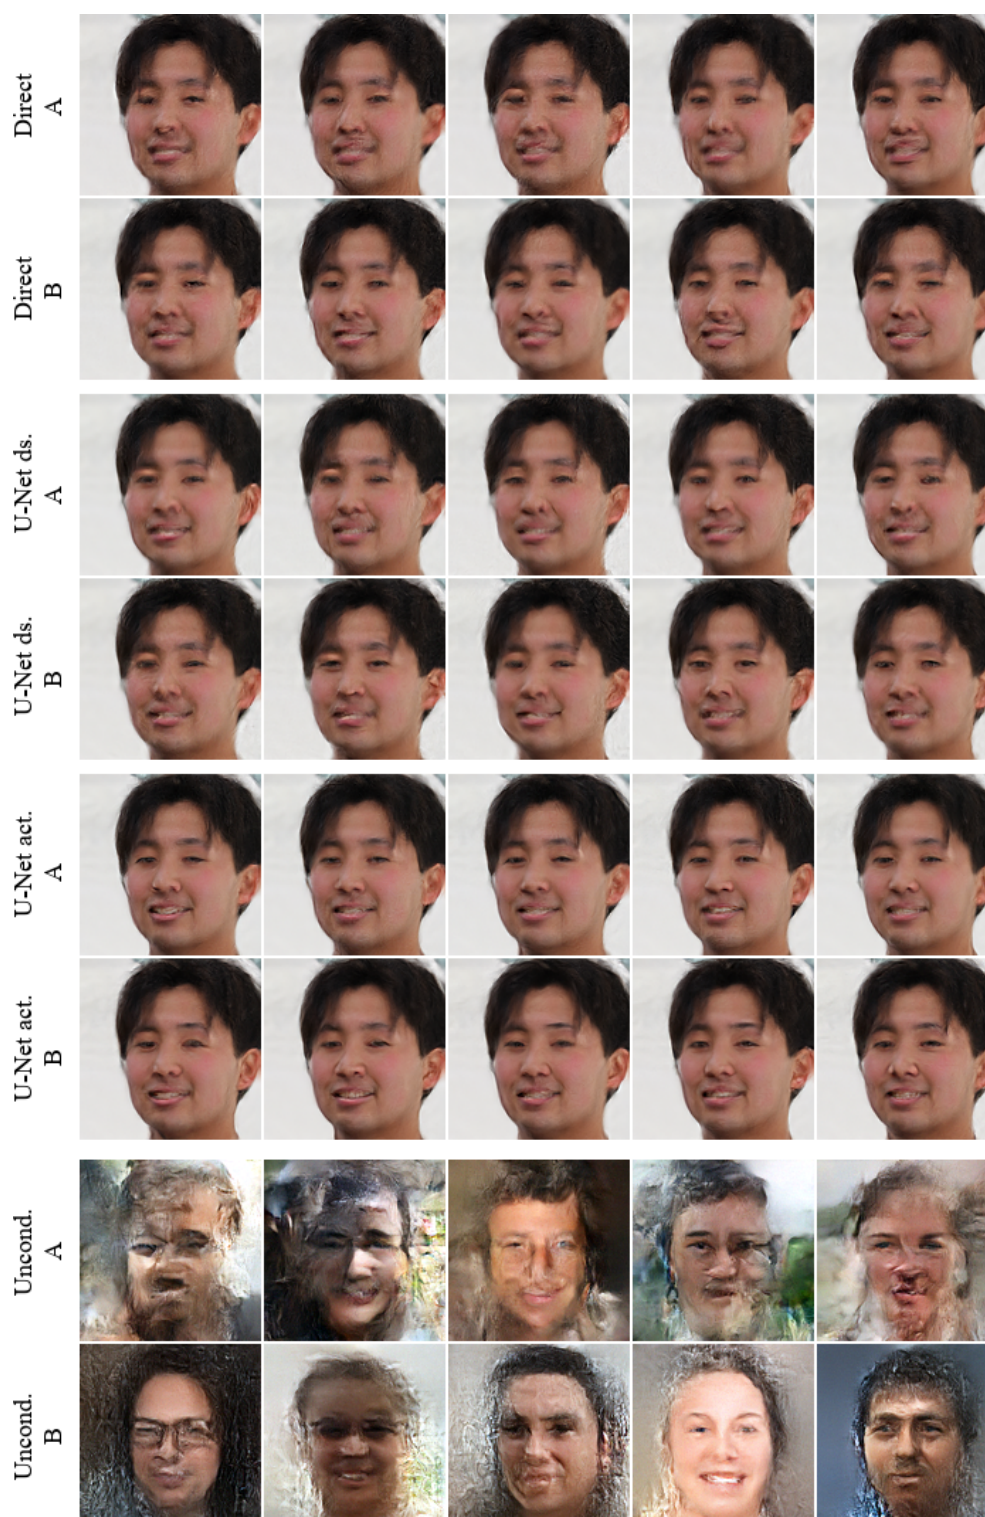 Direct
A
Direct
B
U-Net ds.
A
U-Net ds.
B
U-Net act.
A
U-Net act.
B
Uncond.
A
Uncond.
B